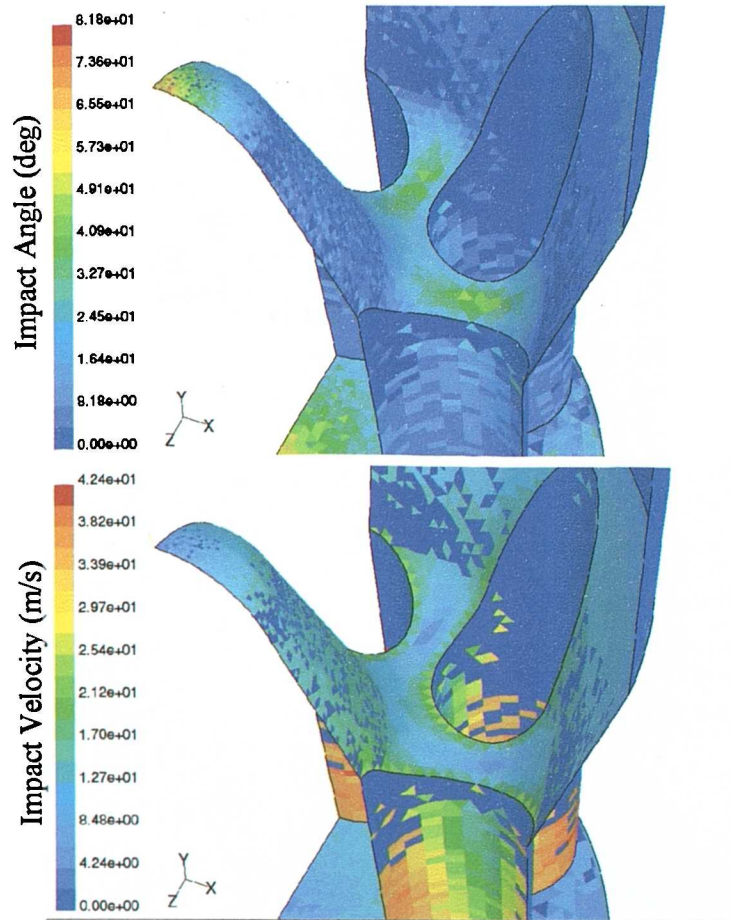 8.18e+01
7.36e+01
6.55e+01
5.73e+01
4.91e+01
4.09e+01
3.27e+01
2.45e+01
1.64e+01
8.18e+00
0.00e+00
Impact Angle (deg)
Y
X
Z
4.24e+01
3.82e+01
3.39e+01
2.97e+01
2.54e+01
2.12e+01
1.70e+01
1.27e+01
8.48e+00
4.24e+00
0.00e+00
Impact Velocity (m/s)
Y
X
Z